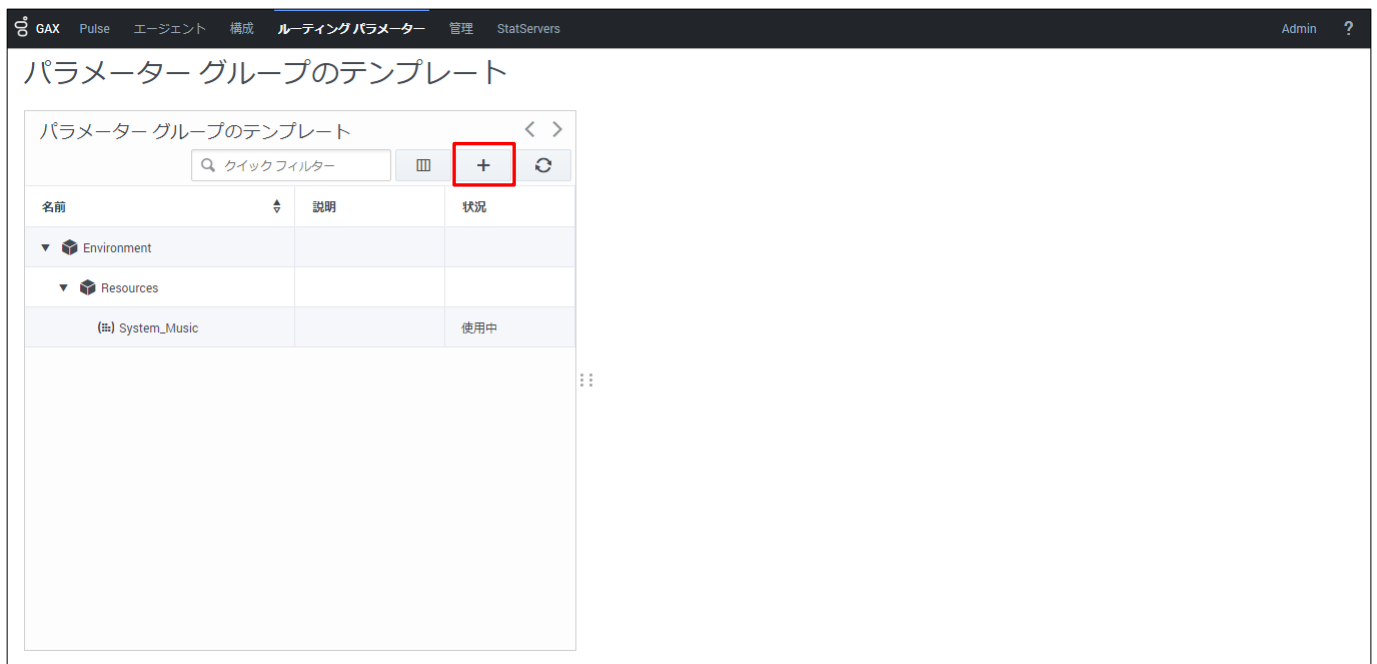 GAX Pulse エージェント 構成 ルーティング パラメーター 管理 StatServers Admin ?
パラメーター グループのテンプレート
パラメーター グループのテンプレート
クイック フィルター
名前 説明 状況
Environment
Resources
System_Music 使用中